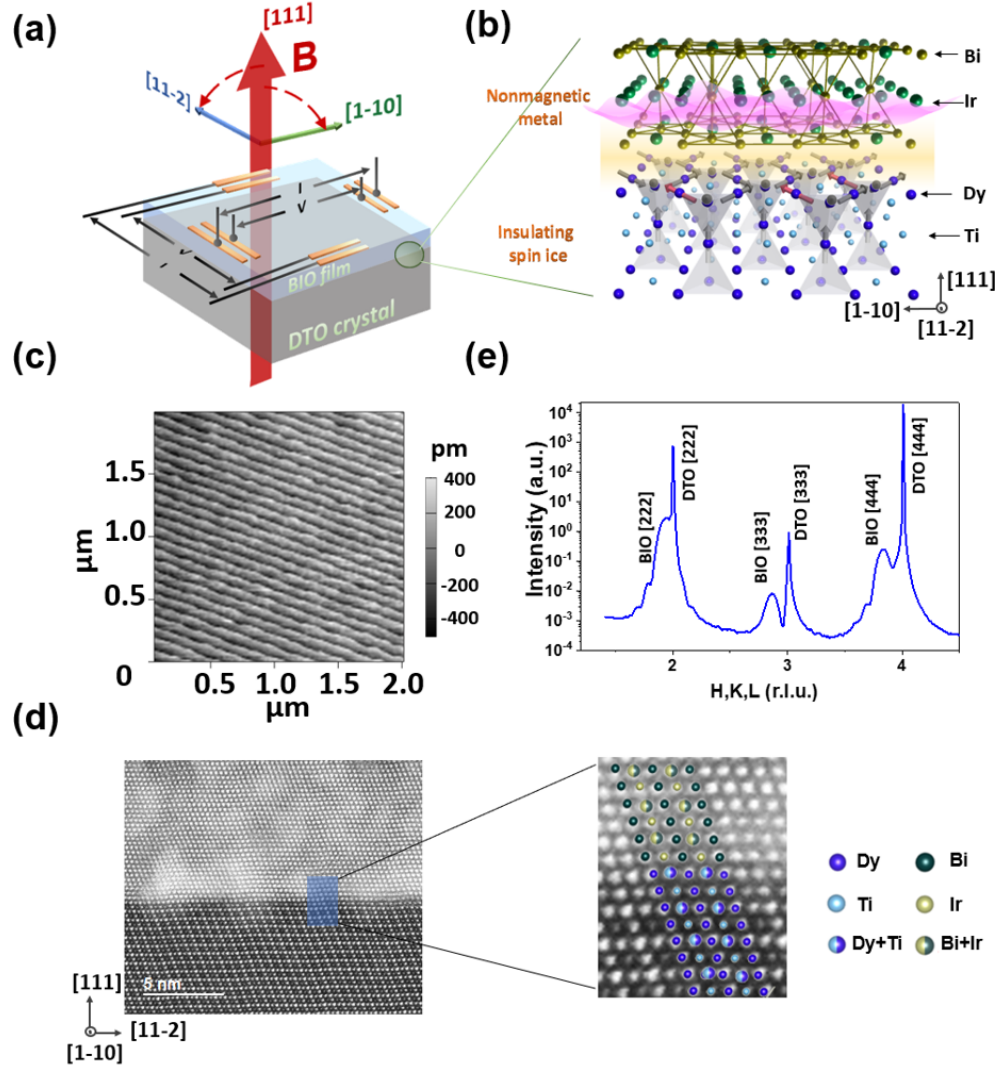 (a)
[111]
B
[11-2]
[1-10]
I
V
BIO film
DTO crystal
(b)
Bi
Ir
Nonmagnetic
metal
Dy
Ti
Insulating
spin ice
[111]
[1-10]
[11-2]
(c)
pm
400
200
0
-200
-400
1.5
1.0
0.5
0
µm
0.5 1.0 1.5 2.0
µm
(e)
Intensity (a.u.)
10⁴
10³
10²
10¹
10⁰
10⁻¹
10⁻²
10⁻³
10⁻⁴
BIO [222]
DTO [222]
BIO [333]
DTO [333]
BIO [444]
DTO [444]
2 3 4
H,K,L (r.l.u.)
(d)
5 nm
[111]
[11-2]
[1-10]
Dy Bi
Ti Ir
Dy+Ti Bi+Ir